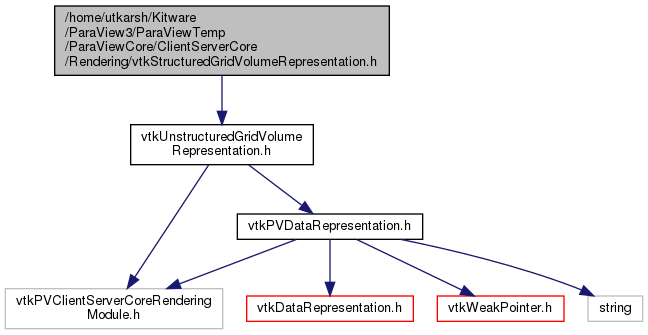 /home/utkarsh/Kitware
/ParaView3/ParaViewTemp
/ParaViewCore/ClientServerCore
/Rendering/vtkStructuredGridVolumeRepresentation.h
vtkUnstructuredGridVolume
Representation.h
vtkPVDataRepresentation.h
vtkPVClientServerCoreRendering
Module.h
vtkDataRepresentation.h
vtkWeakPointer.h
string